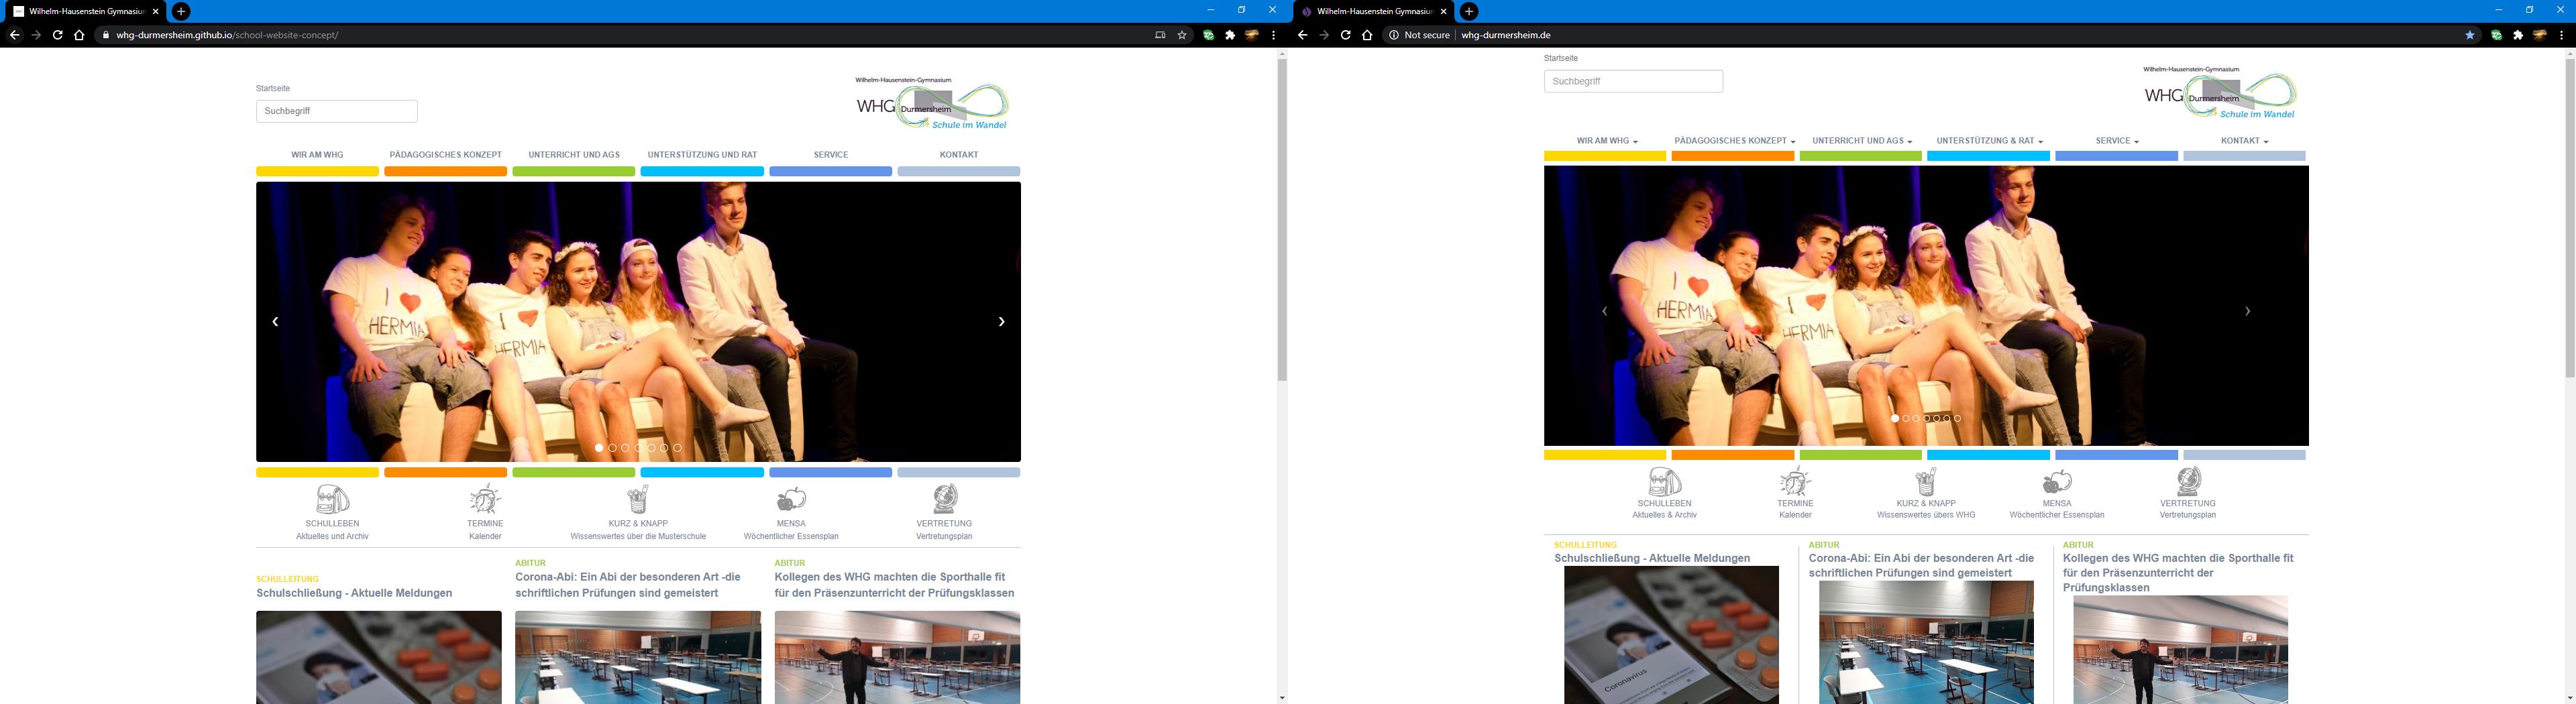 Wilhelm-Hausenstein Gymnasium
whg-durmersheim.github.io/school-website-concept/
Startseite
Suchbegriff
Wilhelm-Hausenstein-Gymnasium
WHG Durmersheim
Schule im Wandel
WIR AM WHG PÄDAGOGISCHES KONZEPT UNTERRICHT UND AGS UNTERSTÜTZUNG UND RAT SERVICE KONTAKT
I ❤ HERMIA
I ❤ HERMIA
SCHULLEBEN TERMINE KURZ & KNAPP MENSA VERTRETUNG
Aktuelles und Archiv Kalender Wissenswertes über die Musterschule Wöchentlicher Essensplan Vertretungsplan
SCHULLEITUNG
Schulschließung - Aktuelle Meldungen
ABITUR
Corona-Abi: Ein Abi der besonderen Art -die
schriftlichen Prüfungen sind gemeistert
ABITUR
Kollegen des WHG machten die Sporthalle fit
für den Präsenzunterricht der Prüfungsklassen
Wilhelm-Hausenstein Gymnasium
Not secure whg-durmersheim.de
Startseite
Suchbegriff
Wilhelm-Hausenstein-Gymnasium
WHG Durmersheim
Schule im Wandel
WIR AM WHG PÄDAGOGISCHES KONZEPT UNTERRICHT UND AGS UNTERSTÜTZUNG & RAT SERVICE KONTAKT
I ❤ HERMIA
I ❤ HERMIA
SCHULLEBEN TERMINE KURZ & KNAPP MENSA VERTRETUNG
Aktuelles & Archiv Kalender Wissenswertes übers WHG Wöchentlicher Essensplan Vertretungsplan
SCHULLEITUNG
Schulschließung - Aktuelle Meldungen
Coronavirus
ABITUR
Corona-Abi: Ein Abi der besonderen Art -die
schriftlichen Prüfungen sind gemeistert
ABITUR
Kollegen des WHG machten die Sporthalle fit
für den Präsenzunterricht der
Prüfungsklassen